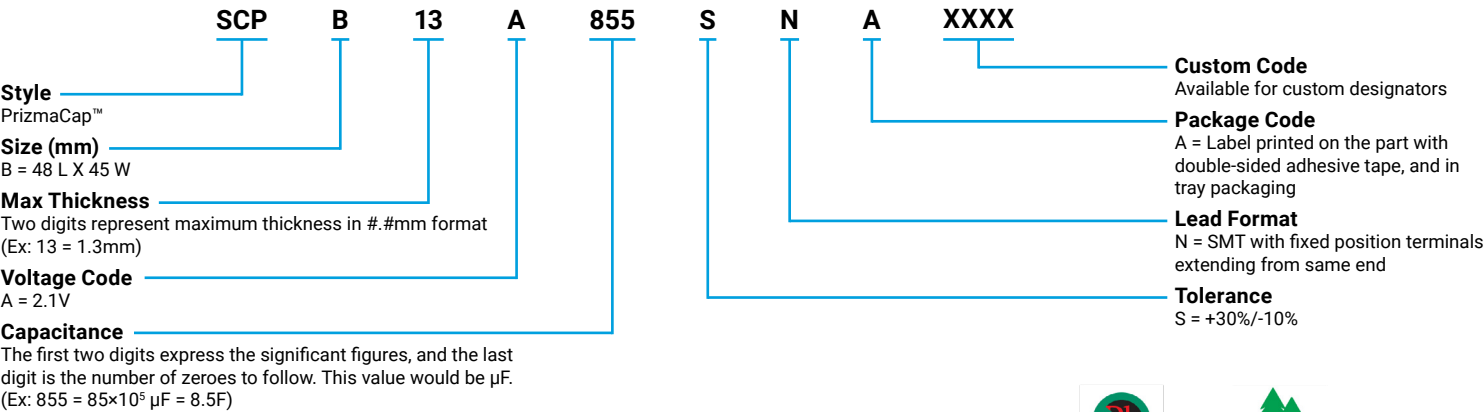 SCP B 13 A 855 S N A XXXX
Style
PrizmaCap™
Size (mm)
B = 48 L X 45 W
Max Thickness
Two digits represent maximum thickness in #.#mm format
(Ex: 13 = 1.3mm)
Voltage Code
A = 2.1V
Capacitance
The first two digits express the significant figures, and the last
digit is the number of zeroes to follow. This value would be µF.
(Ex: 855 = 85×10⁵ µF = 8.5F)
Custom Code
Available for custom designators
Package Code
A = Label printed on the part with
double-sided adhesive tape, and in
tray packaging
Lead Format
N = SMT with fixed position terminals
extending from same end
Tolerance
S = +30%/-10%